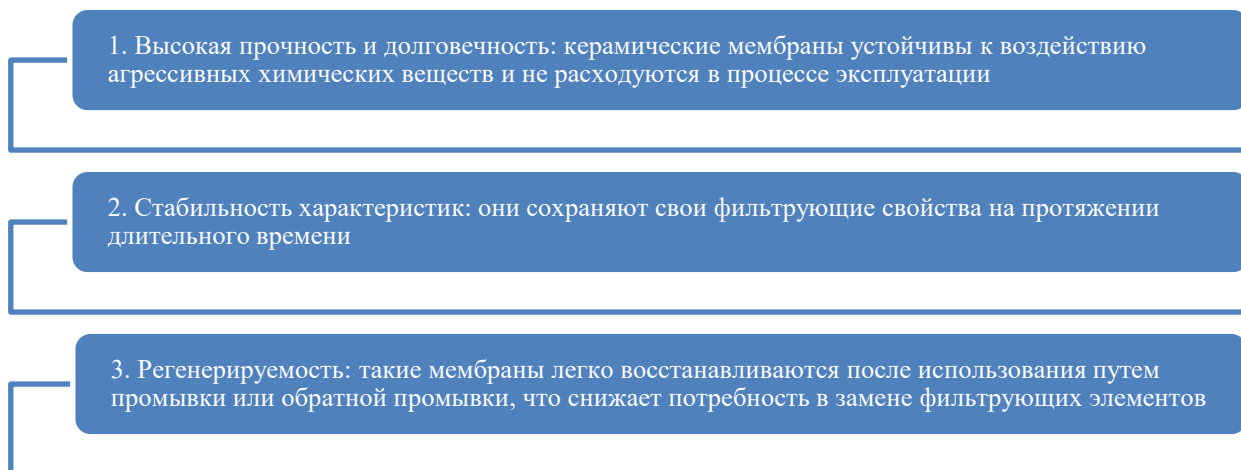 1. Высокая прочность и долговечность: керамические мембраны устойчивы к воздействию
агрессивных химических веществ и не расходуются в процессе эксплуатации
2. Стабильность характеристик: они сохраняют свои фильтрующие свойства на протяжении
длительного времени
3. Регенерируемость: такие мембраны легко восстанавливаются после использования путем
промывки или обратной промывки, что снижает потребность в замене фильтрующих элементов